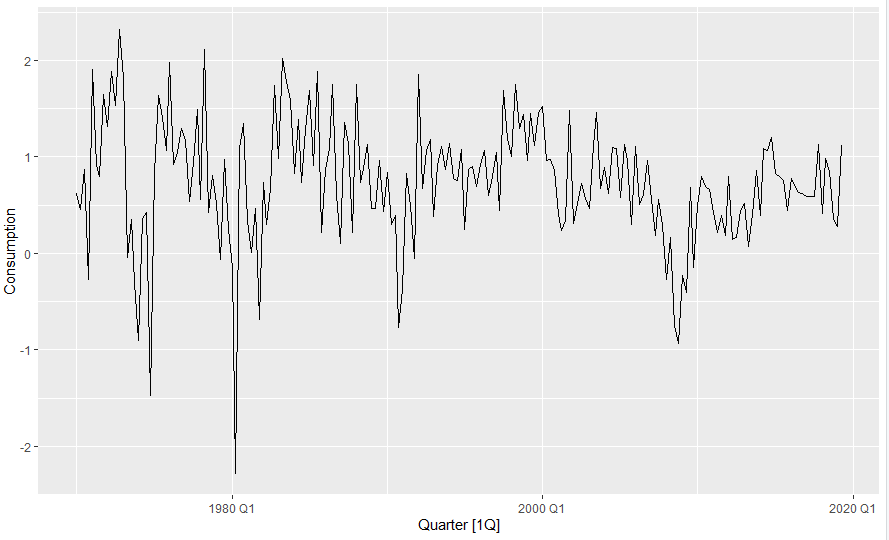 Consumption
2
1
0
-1
-2
1980 Q1
2000 Q1
2020 Q1
Quarter [1Q]